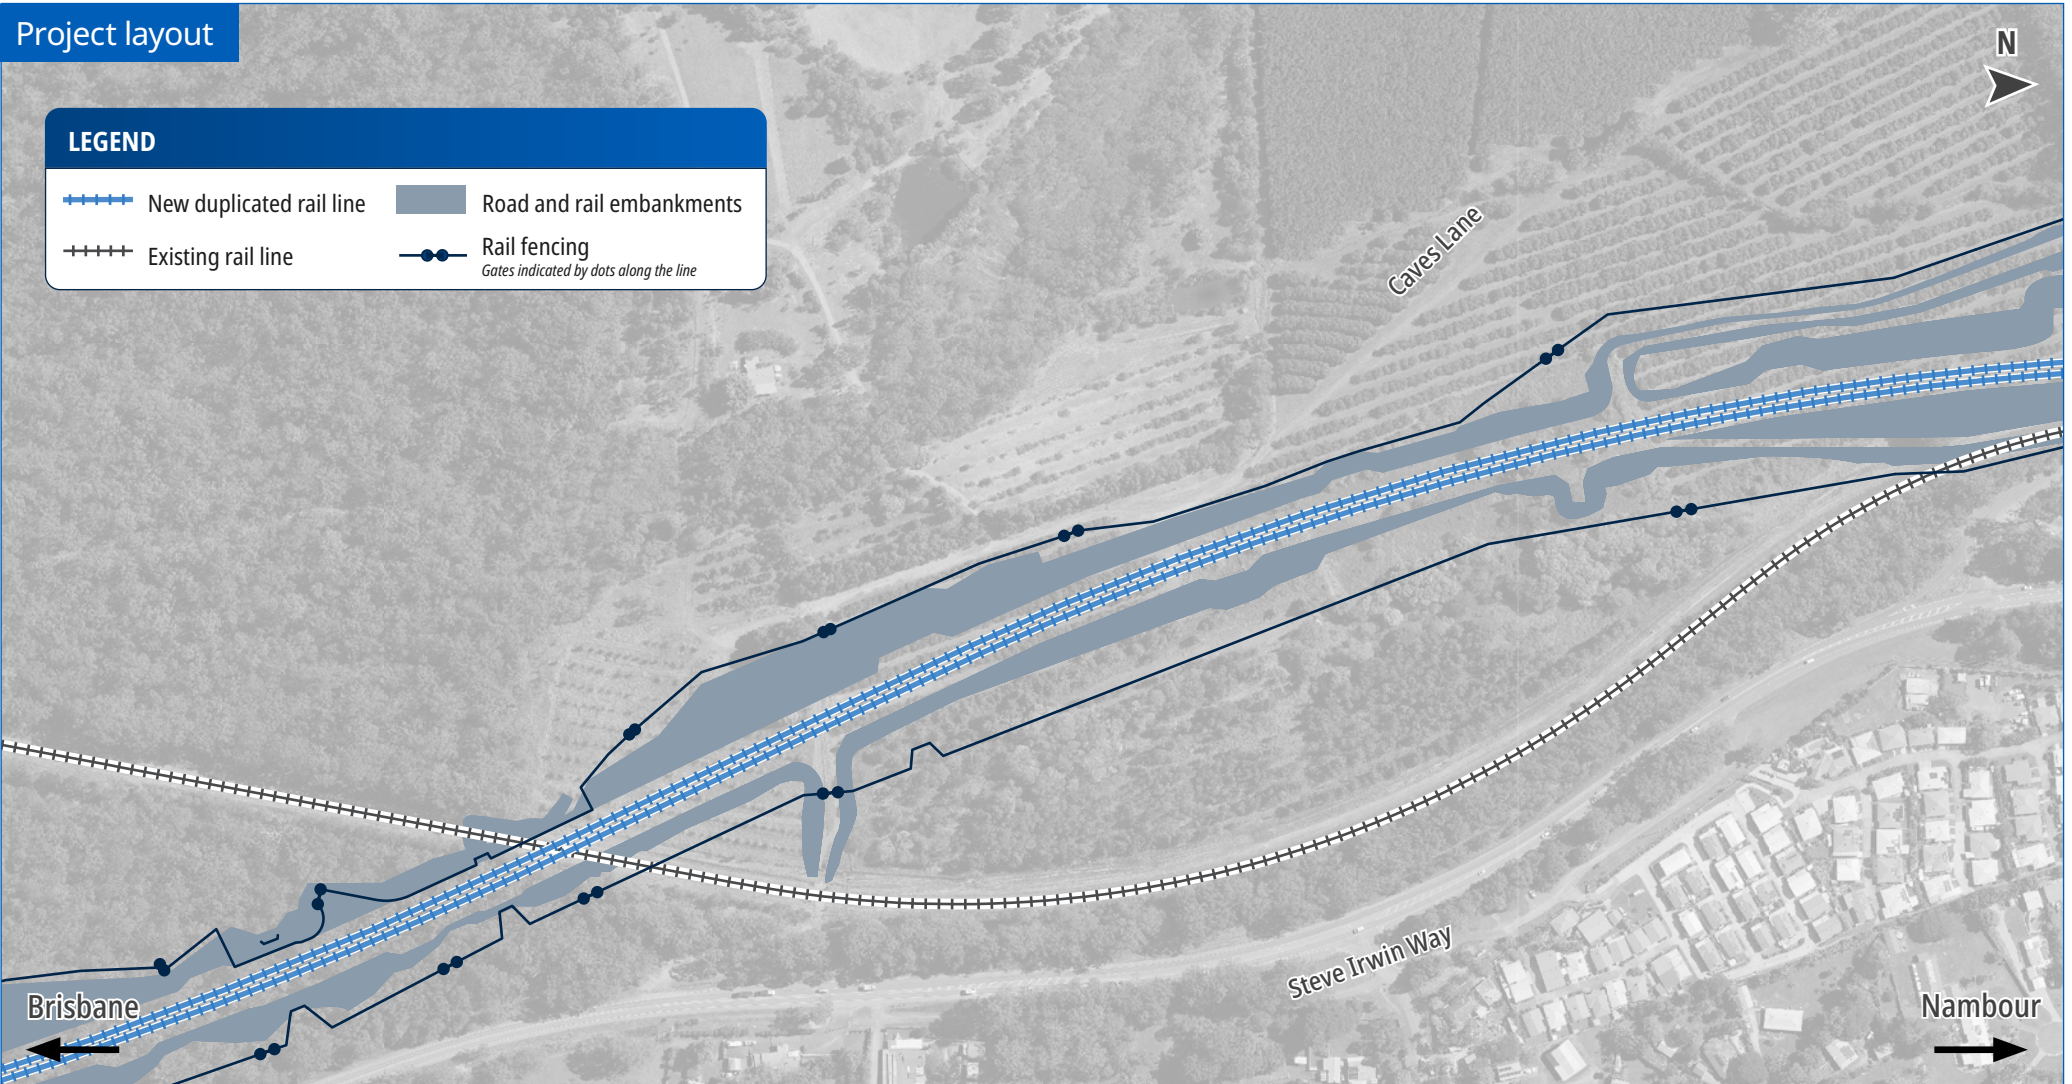 Project layout
N
LEGEND
New duplicated rail line
Road and rail embankments
Existing rail line
Rail fencing
Gates indicated by dots along the line
Caves Lane
Steve Irwin Way
Brisbane
Nambour